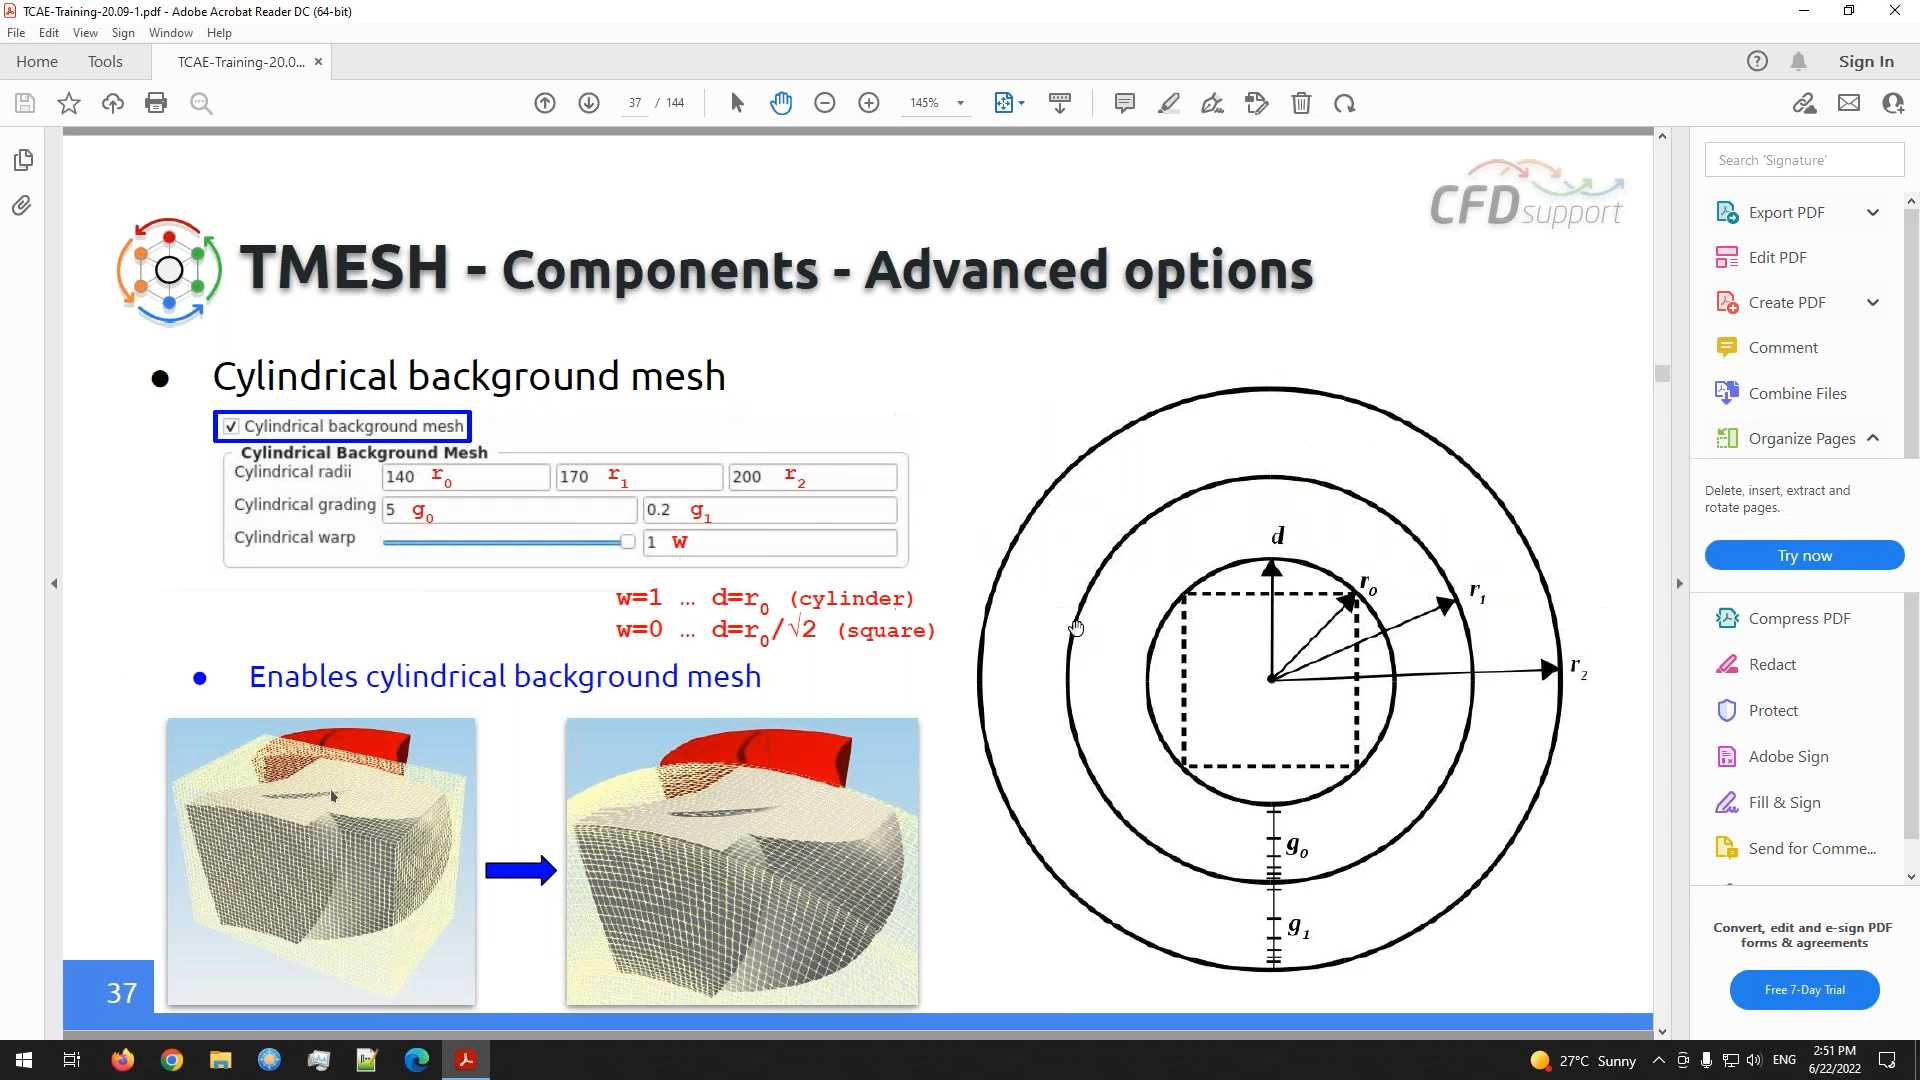 TCAE-Training-20.09-1.pdf - Adobe Acrobat Reader DC (64-bit)
File Edit View Sign Window Help
Home Tools TCAE-Training-20.0... ×
Sign In
37 / 144
145%
CFD support
TMESH - Components - Advanced options
● Cylindrical background mesh
Cylindrical background mesh
Cylindrical Background Mesh
Cylindrical radii 140 r0 170 r1 200 r2
Cylindrical grading 5 g0 0.2 g1
Cylindrical warp 1 w
w=1 … d=r0 (cylinder)
w=0 … d=r0/√2 (square)
● Enables cylindrical background mesh
d
r0
r1
r2
g0
g1
37
Search 'Signature'
Export PDF
Edit PDF
Create PDF
Comment
Combine Files
Organize Pages
Delete, insert, extract and
rotate pages.
Try now
Compress PDF
Redact
Protect
Adobe Sign
Fill & Sign
Send for Comme...
Convert, edit and e-sign PDF
forms & agreements
Free 7-Day Trial
27°C Sunny
ENG
2:51 PM
6/22/2022